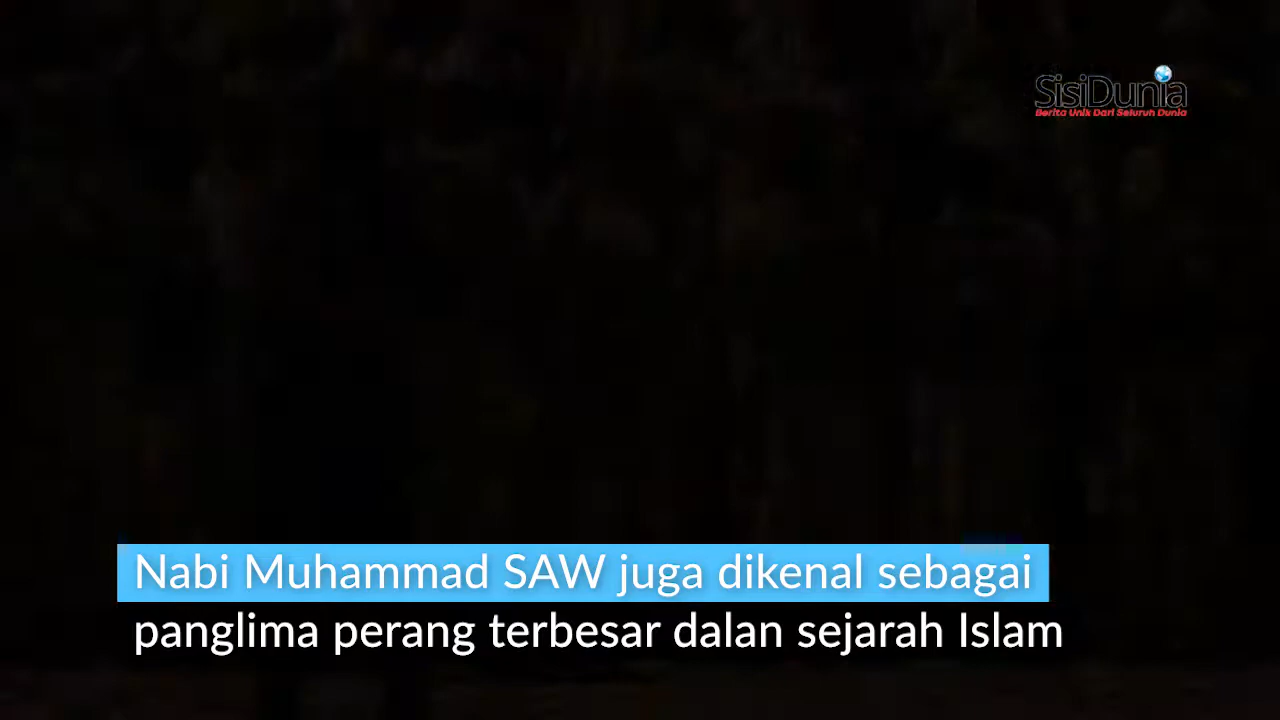 SisiDunia
Berita Unik Dari Seluruh Dunia
Nabi Muhammad SAW juga dikenal sebagai
panglima perang terbesar dalan sejarah Islam